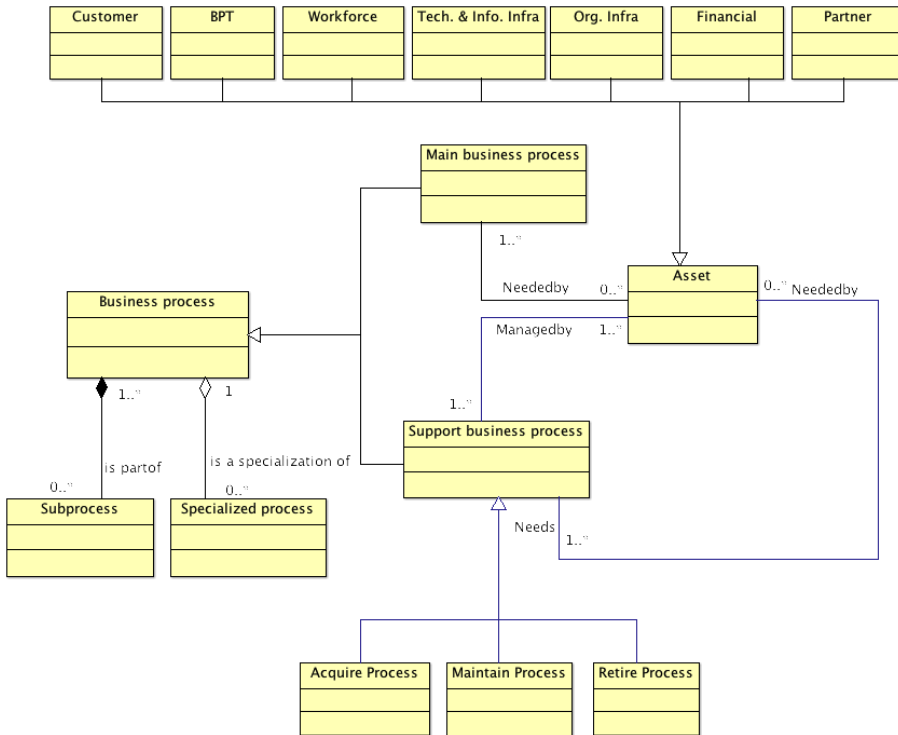 Customer
BPT
Workforce
Tech. & Info. Infra
Org. Infra
Financial
Partner
Main business process
1..*
Neededby
0..*
Asset
0..*
Neededby
Business process
Managedby
1..*
1..*
1
1..*
Support business process
is partof
is a specialization of
0..*
0..*
Subprocess
Specialized process
Needs
1..*
Acquire Process
Maintain Process
Retire Process